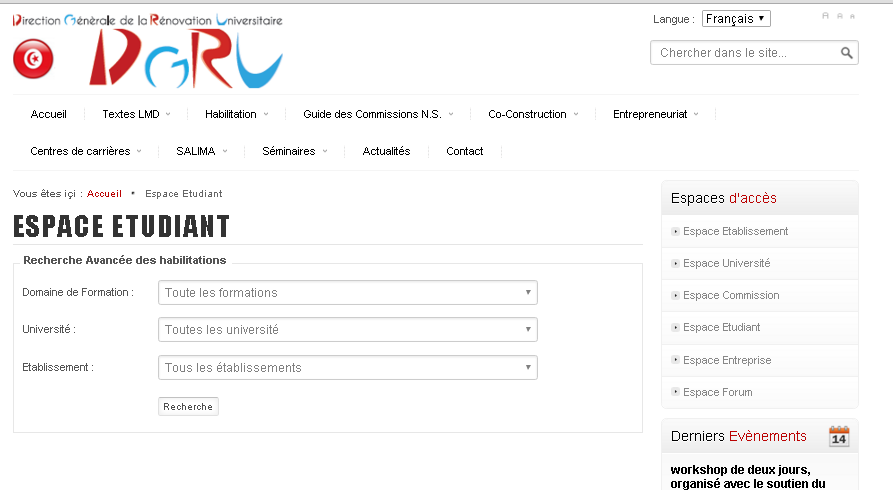 Direction Générale de la Rénovation Universitaire
DGRU
Langue : Français
A A A
Chercher dans le site...
Accueil Textes LMD Habilitation Guide des Commissions N.S. Co-Construction Entrepreneuriat
Centres de carrières SALIMA Séminaires Actualités Contact
Vous êtes içi : Accueil • Espace Etudiant
ESPACE ETUDIANT
Recherche Avancée des habilitations
Domaine de Formation : Toute les formations
Université : Toutes les université
Etablissement : Tous les établissements
Recherche
Espaces d'accès
Espace Etablissement
Espace Université
Espace Commission
Espace Etudiant
Espace Entreprise
Espace Forum
Derniers Evènements 14
workshop de deux jours,
organisé avec le soutien du